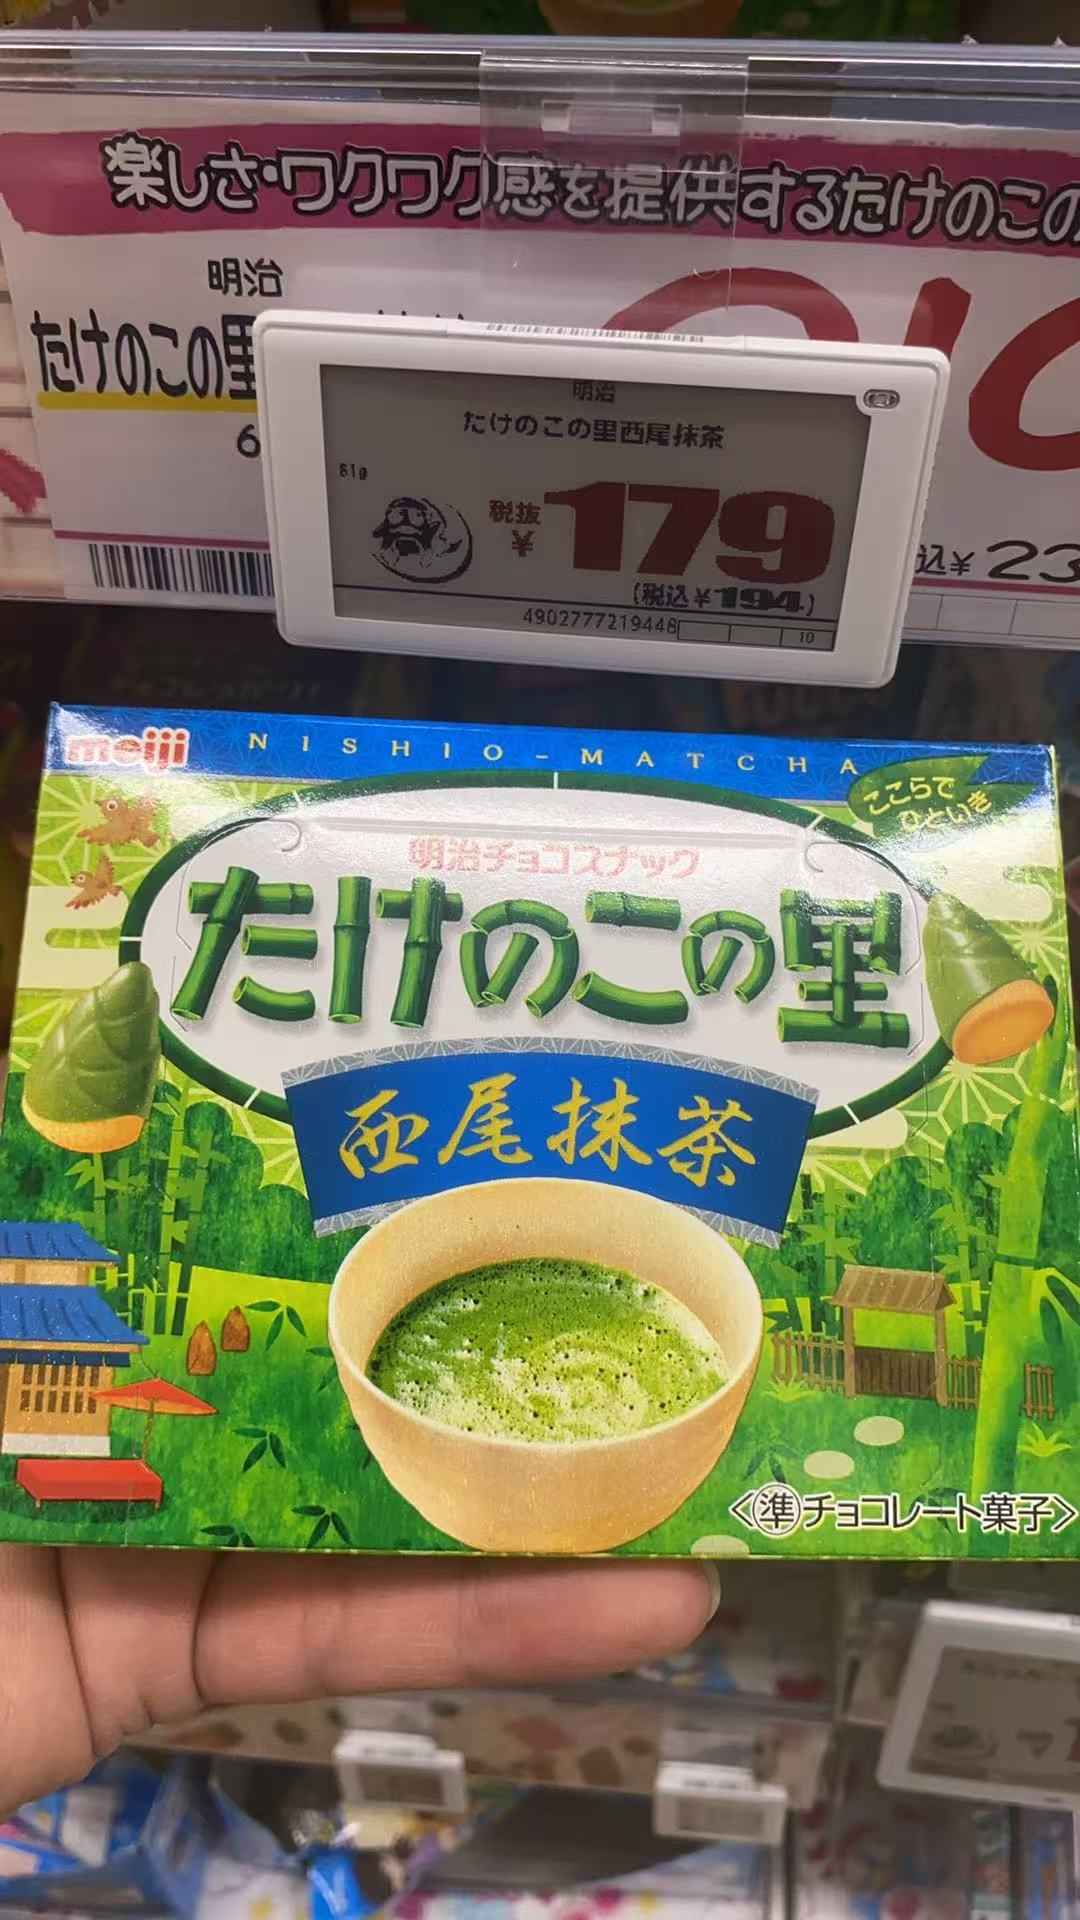 楽しさ・ワクワク感を提供するたけのこの
明治
たけのこの里
6
明治
たけのこの里西尾抹茶
61g
税抜
¥
179
(税込¥194)
4902777219448
10
込¥23
meiji
NISHIO-MATCHA
ここらで
ひといき
明治チョコスナック
たけのこの里
西尾抹茶
<準チョコレート菓子>